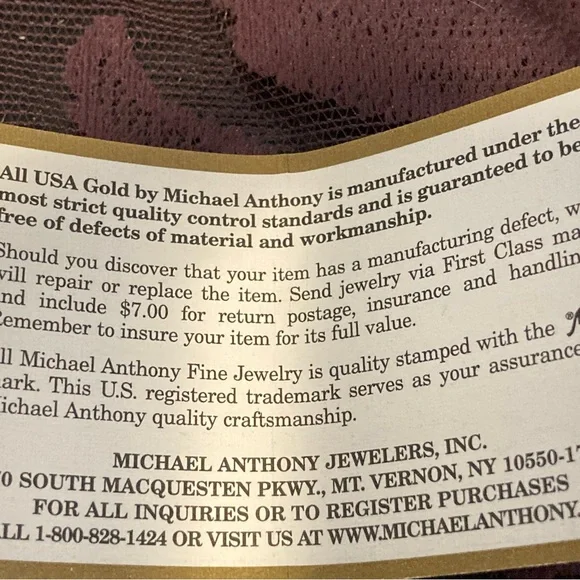 All USA Gold by Michael Anthony is manufactured under the
most strict quality control standards and is guaranteed to be
free of defects of material and workmanship.
Should you discover that your item has a manufacturing defect, w
will repair or replace the item. Send jewelry via First Class ma
nd include $7.00 for return postage, insurance and handlin
Remember to insure your item for its full value.
ll Michael Anthony Fine Jewelry is quality stamped with the ®
ark. This U.S. registered trademark serves as your assurance
ichael Anthony quality craftsmanship.
MICHAEL ANTHONY JEWELERS, INC.
0 SOUTH MACQUESTEN PKWY., MT. VERNON, NY 10550-17
FOR ALL INQUIRIES OR TO REGISTER PURCHASES
ALL 1-800-828-1424 OR VISIT US AT WWW.MICHAELANTHONY.